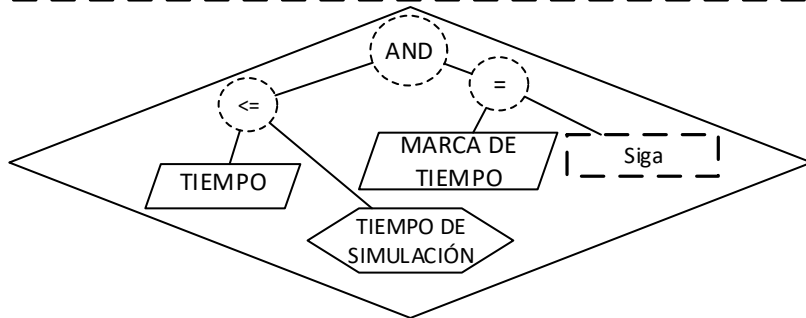 AND
<=
=
TIEMPO
MARCA DE
TIEMPO
Siga
TIEMPO DE
SIMULACIÓN